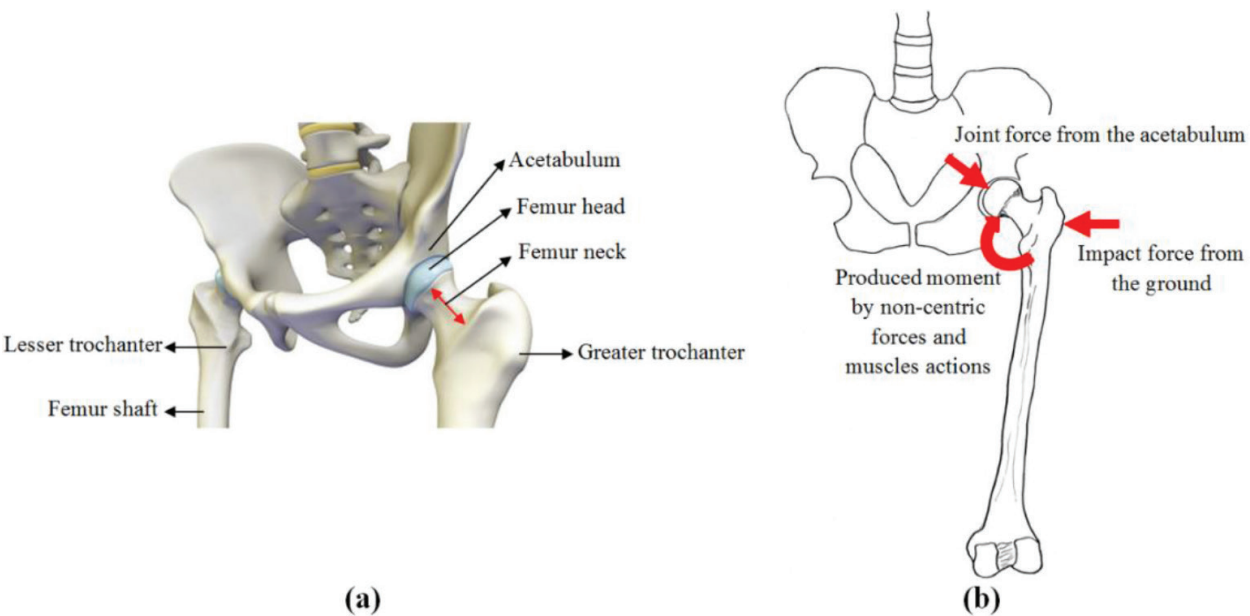 Acetabulum
Femur head
Femur neck
Lesser trochanter
Greater trochanter
Femur shaft
(a)
Joint force from the acetabulum
Impact force from
the ground
Produced moment
by non-centric
forces and
muscles actions
(b)